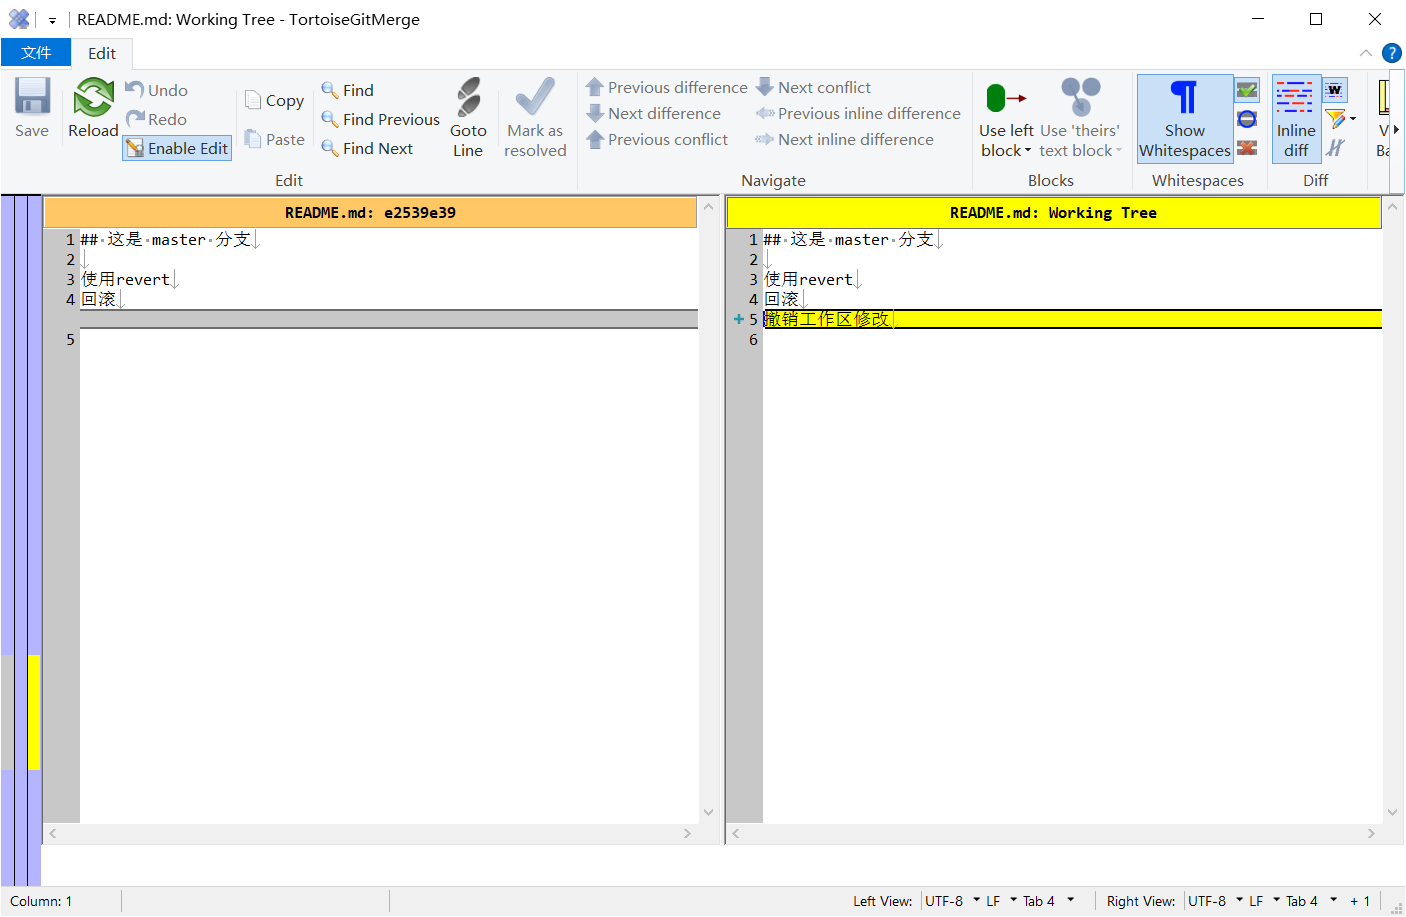 README.md: Working Tree - TortoiseGitMerge
文件 Edit
Save
Reload
Undo
Redo
Enable Edit
Copy
Paste
Find
Find Previous
Find Next
Goto
Line
Mark as
resolved
Edit
Previous difference
Next difference
Previous conflict
Next conflict
Previous inline difference
Next inline difference
Navigate
Use left
block
Use 'theirs'
text block
Blocks
Show
Whitespaces
Whitespaces
Inline
diff
W
Diff
README.md: e2539e39
1 ## 这是 master 分支
2
3 使用revert
4 回滚
5
README.md: Working Tree
1 ## 这是 master 分支
2
3 使用revert
4 回滚
+ 5 撤销工作区修改
6
Column: 1
Left View: UTF-8 LF Tab 4
Right View: UTF-8 LF Tab 4 + 1